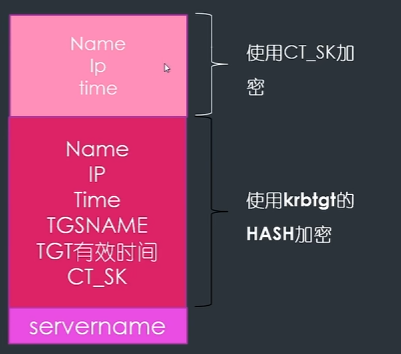 Name
Ip
time
使用CT_SK加
密
Name
IP
Time
TGSNAME
TGT有效时间
CT_SK
使用krbtgt的
HASH加密
servername